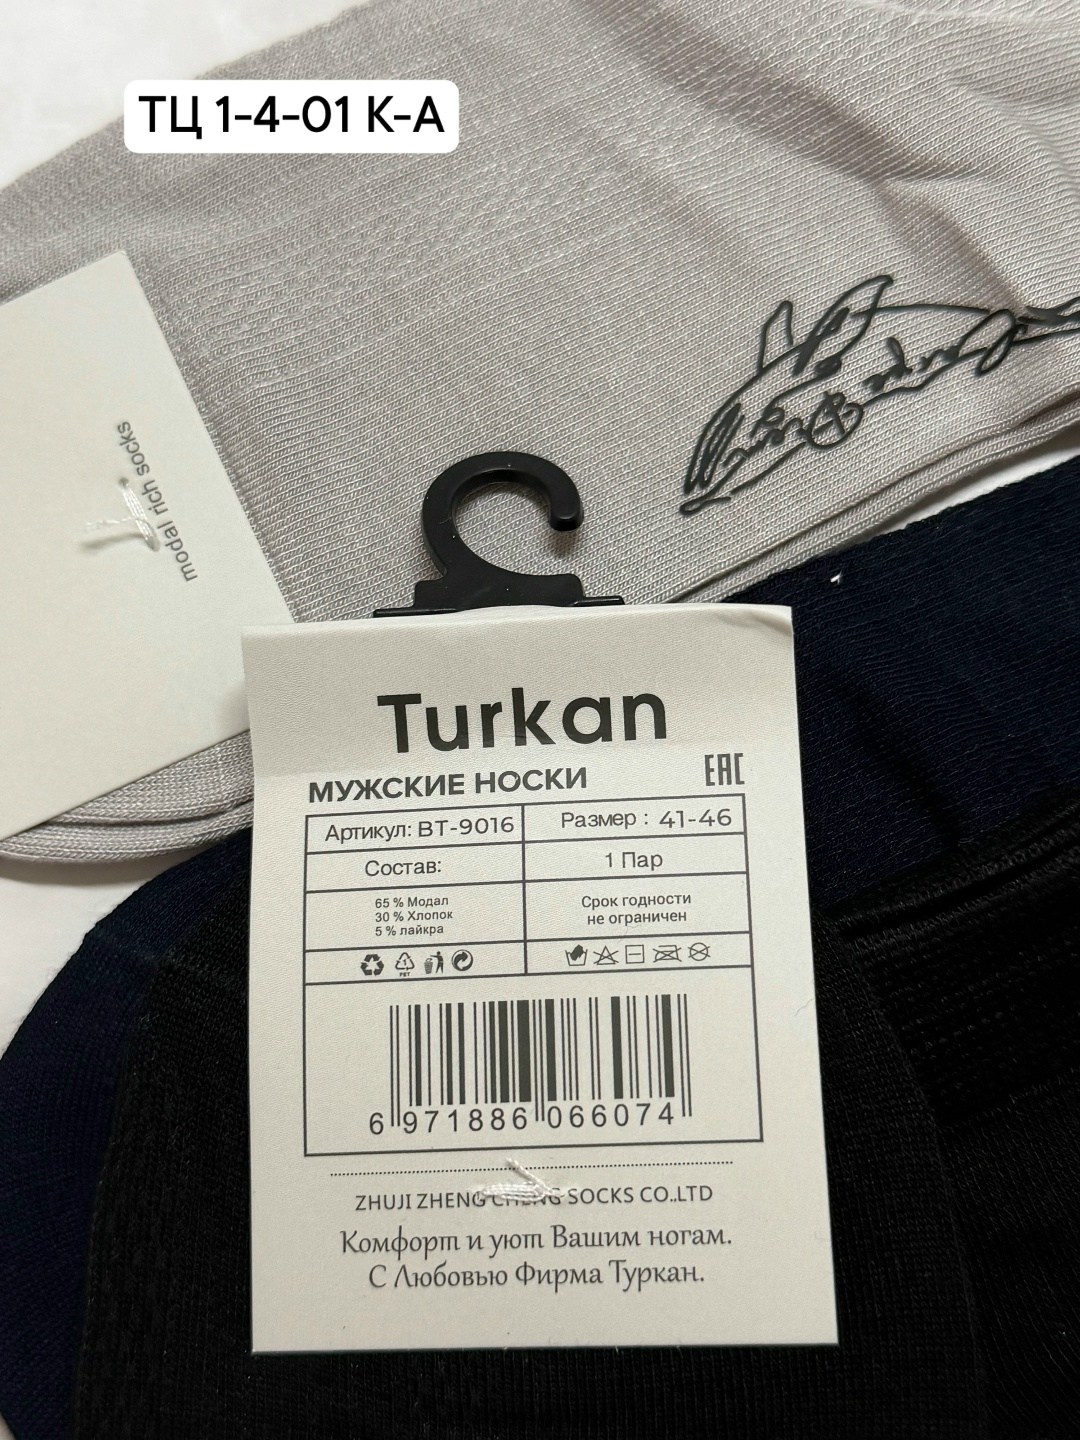 ТЦ 1-4-01 К-А
modal rich socks
Turkan
МУЖСКИЕ НОСКИ EAC
Артикул: BT-9016 Размер : 41-46
Состав: 1 Пар
65 % Модал
30 % Хлопок
5 % лайкра
Срок годности
не ограничен
1
PET
6 971886 066074
ZHUJI ZHENG CHENG SOCKS CO.,LTD
Комфорт и уют Вашим ногам.
С Любовью Фирма Туркан.